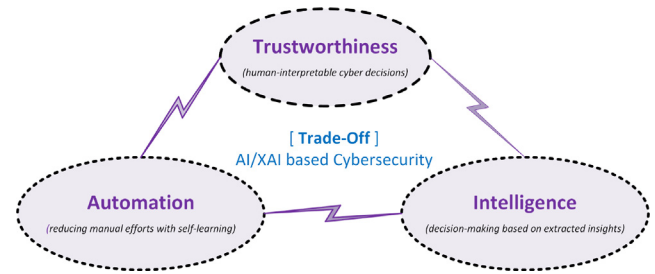 Trustworthiness
(human-interpretable cyber decisions)
[ Trade-Off ]
AI/XAI based Cybersecurity
Automation
(reducing manual efforts with self-learning)
Intelligence
(decision-making based on extracted insights)